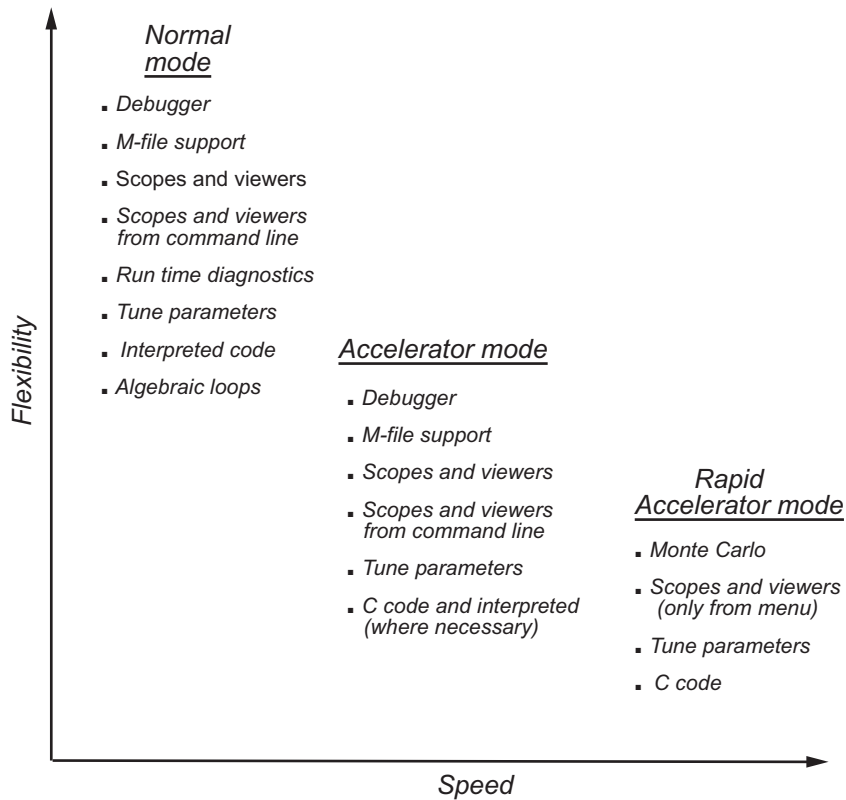 Normal
mode
▪ Debugger
▪ M-file support
▪ Scopes and viewers
▪ Scopes and viewers
from command line
▪ Run time diagnostics
▪ Tune parameters
▪ Interpreted code
▪ Algebraic loops
Accelerator mode
▪ Debugger
▪ M-file support
▪ Scopes and viewers
▪ Scopes and viewers
from command line
▪ Tune parameters
▪ C code and interpreted
(where necessary)
Rapid
Accelerator mode
▪ Monte Carlo
▪ Scopes and viewers
(only from menu)
▪ Tune parameters
▪ C code
Flexibility
Speed